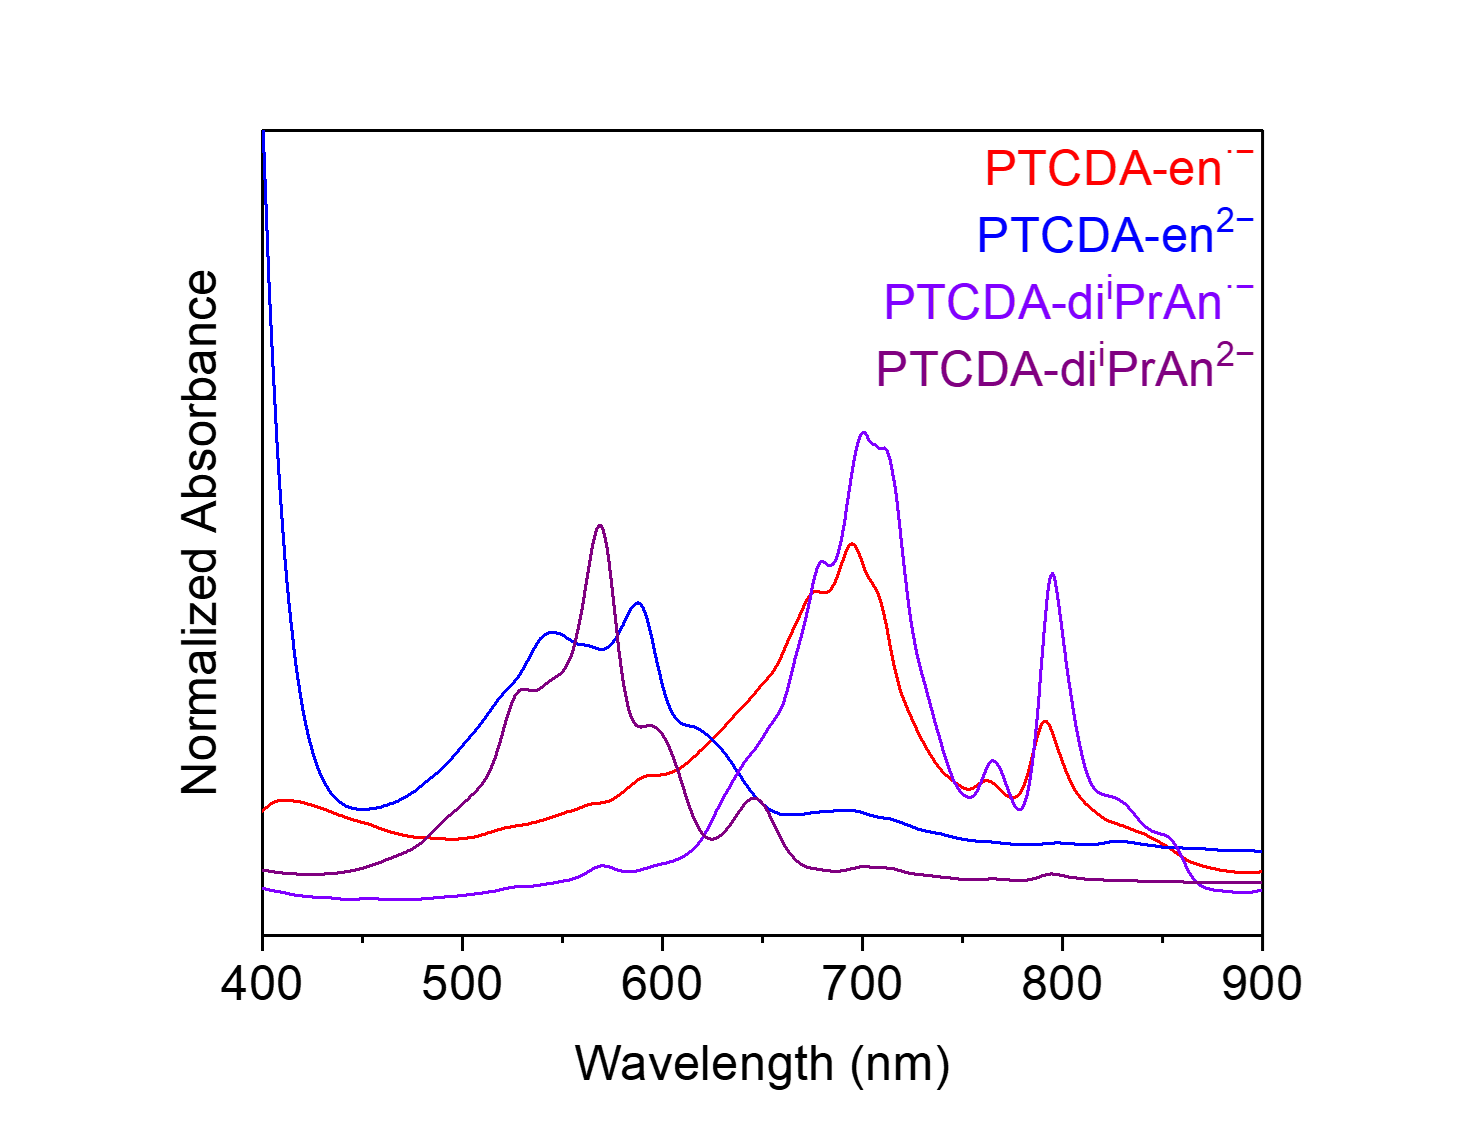 PTCDA-en˙⁻
PTCDA-en²⁻
PTCDA-diⁱPrAn˙⁻
PTCDA-diⁱPrAn²⁻
Normalized Absorbance
400 500 600 700 800 900
Wavelength (nm)